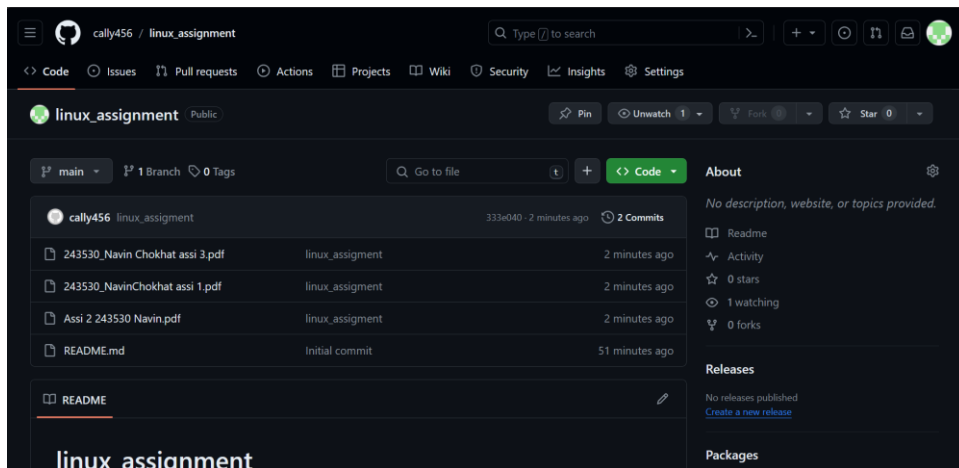 cally456 / linux_assignment
Type / to search
Code Issues Pull requests Actions Projects Wiki Security Insights Settings
linux_assignment Public
Pin Unwatch 1 Fork 0 Star 0
main 1 Branch 0 Tags Go to file t + Code
cally456 linux_assigment 333e040 · 2 minutes ago 2 Commits
243530_Navin Chokhat assi 3.pdf linux_assigment 2 minutes ago
243530_NavinChokhat assi 1.pdf linux_assigment 2 minutes ago
Assi 2 243530 Navin.pdf linux_assigment 2 minutes ago
README.md Initial commit 51 minutes ago
README
linux_assignment
About
No description, website, or topics provided.
Readme
Activity
0 stars
1 watching
0 forks
Releases
No releases published
Create a new release
Packages